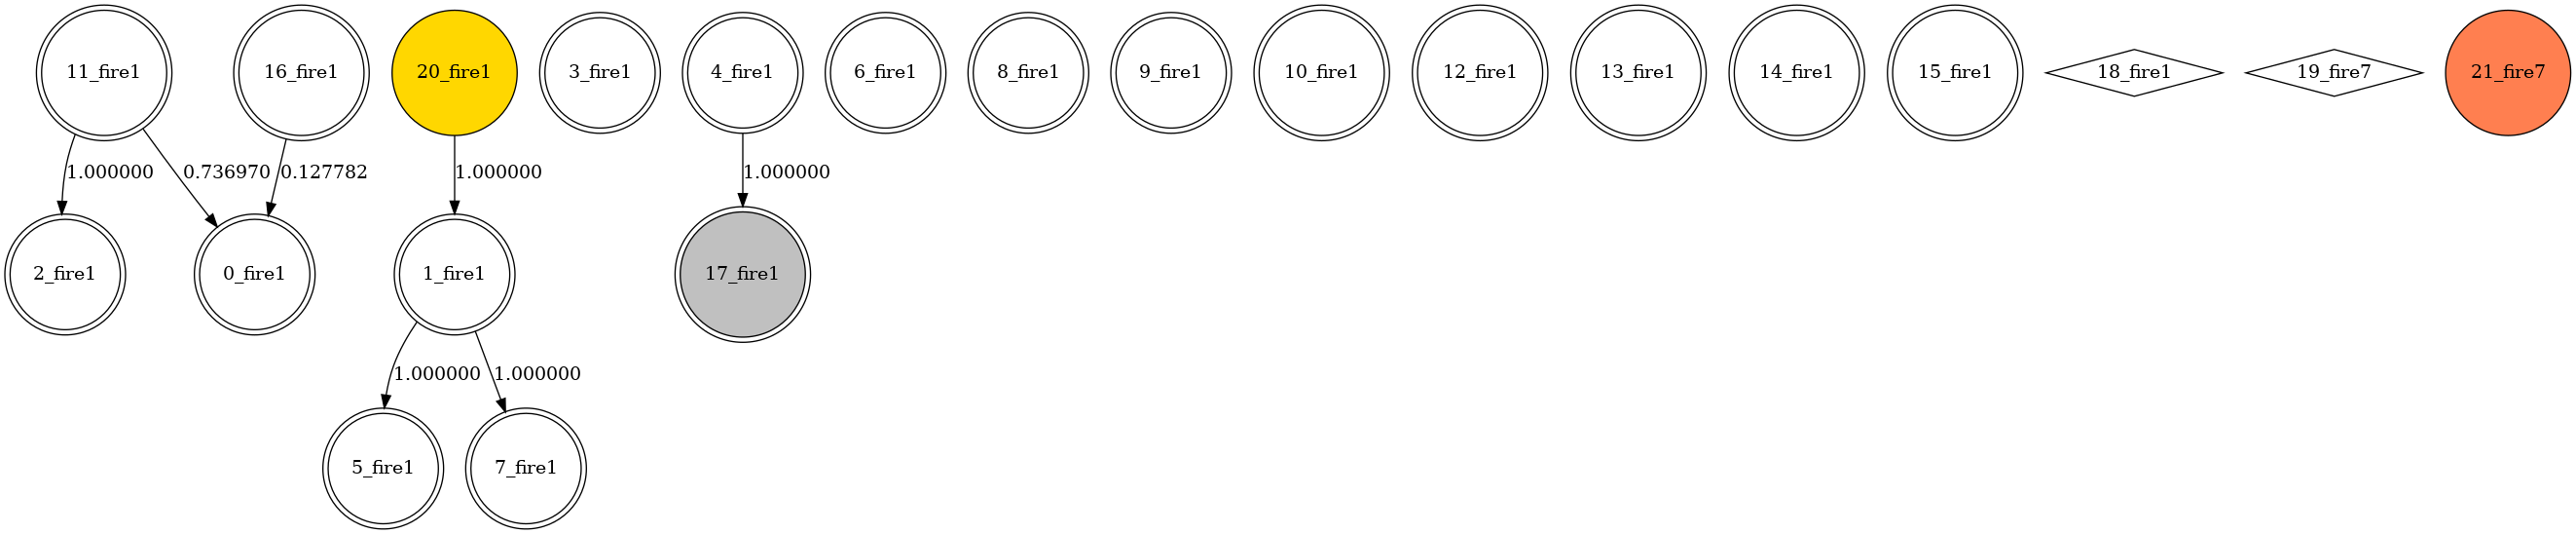 11_fire1
16_fire1
20_fire1
3_fire1
4_fire1
6_fire1
8_fire1
9_fire1
10_fire1
12_fire1
13_fire1
14_fire1
15_fire1
18_fire1
19_fire7
21_fire7
1.000000
0.736970
0.127782
1.000000
1.000000
2_fire1
0_fire1
1_fire1
17_fire1
1.000000
1.000000
5_fire1
7_fire1